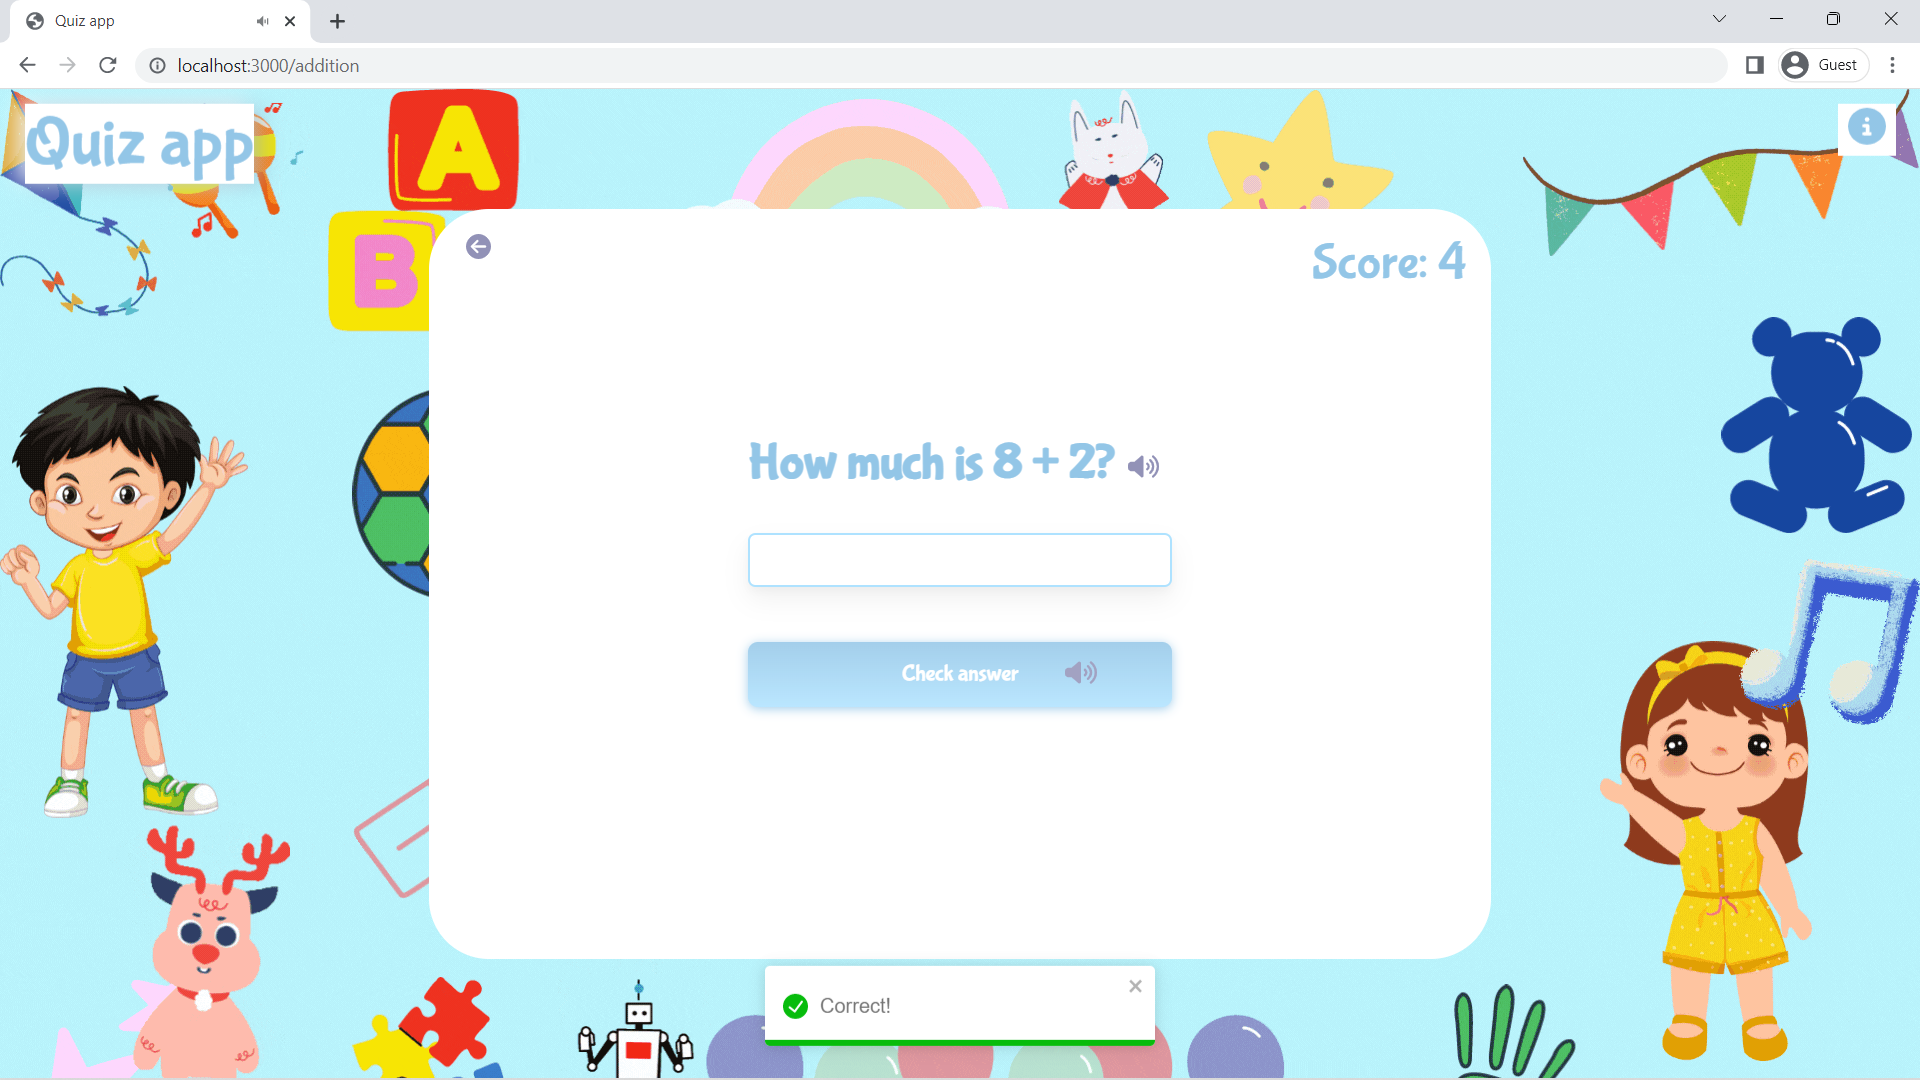 Quiz app
localhost:3000/addition
Guest
Quiz app
A
B
Score: 4
How much is 8 + 2?
Check answer
Correct!